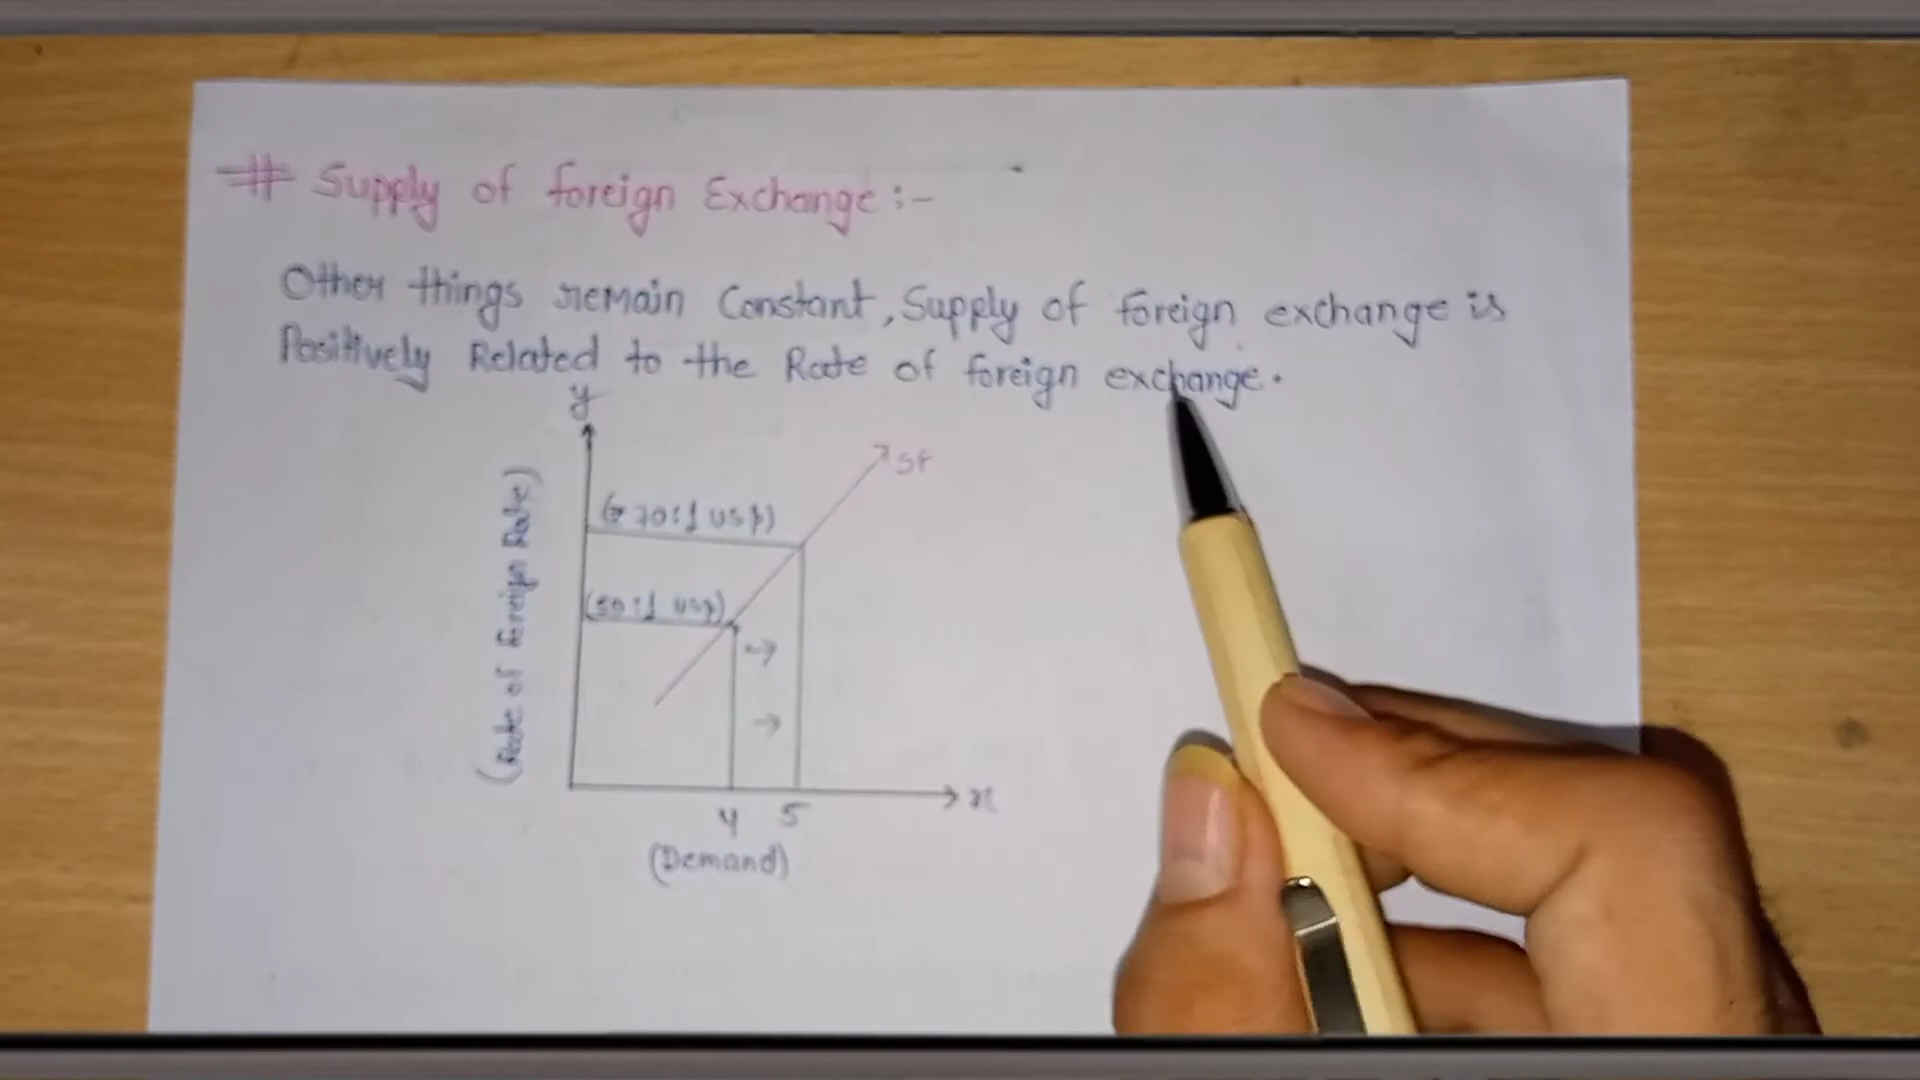 # Supply of foreign Exchange:-
Other things remain Constant, Supply of foreign exchange is
Positively Related to the Rate of foreign exchange.
y
SF
(₹ 70:1 US $)
(50:1 US$)
(Rate of Foreign Rate)
x
4 5
(Demand)